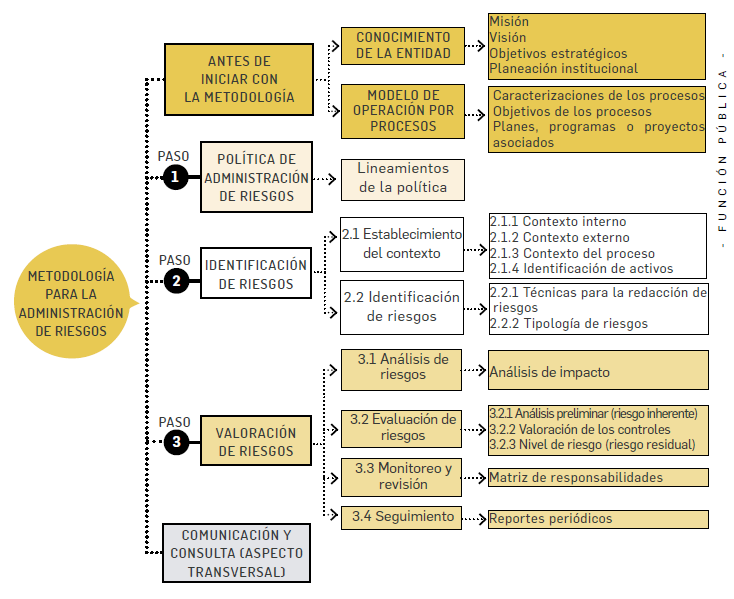 METODOLOGÍA
PARA LA
ADMINISTRACIÓN
DE RIESGOS
ANTES DE
INICIAR CON
LA METODOLOGÍA
CONOCIMIENTO
DE LA ENTIDAD
Misión
Visión
Objetivos estratégicos
Planeación institucional
MODELO DE
OPERACIÓN POR
PROCESOS
Caracterizaciones de los procesos
Objetivos de los procesos
Planes, programas o proyectos
asociados
PASO
1
POLÍTICA DE
ADMINISTRACIÓN
DE RIESGOS
Lineamientos
de la política
PASO
2
IDENTIFICACIÓN
DE RIESGOS
2.1 Establecimiento
del contexto
2.1.1 Contexto interno
2.1.2 Contexto externo
2.1.3 Contexto del proceso
2.1.4 Identificación de activos
2.2 Identificación
de riesgos
2.2.1 Técnicas para la redacción de
riesgos
2.2.2 Tipología de riesgos
PASO
3
VALORACIÓN
DE RIESGOS
3.1 Análisis de
riesgos
Análisis de impacto
3.2 Evaluación de
riesgos
3.2.1 Análisis preliminar (riesgo inherente)
3.2.2 Valoración de los controles
3.2.3 Nivel de riesgo (riesgo residual)
3.3 Monitoreo y
revisión
Matriz de responsabilidades
3.4 Seguimiento
Reportes periódicos
COMUNICACIÓN Y
CONSULTA (ASPECTO
TRANSVERSAL)
- FUNCIÓN PÚBLICA -